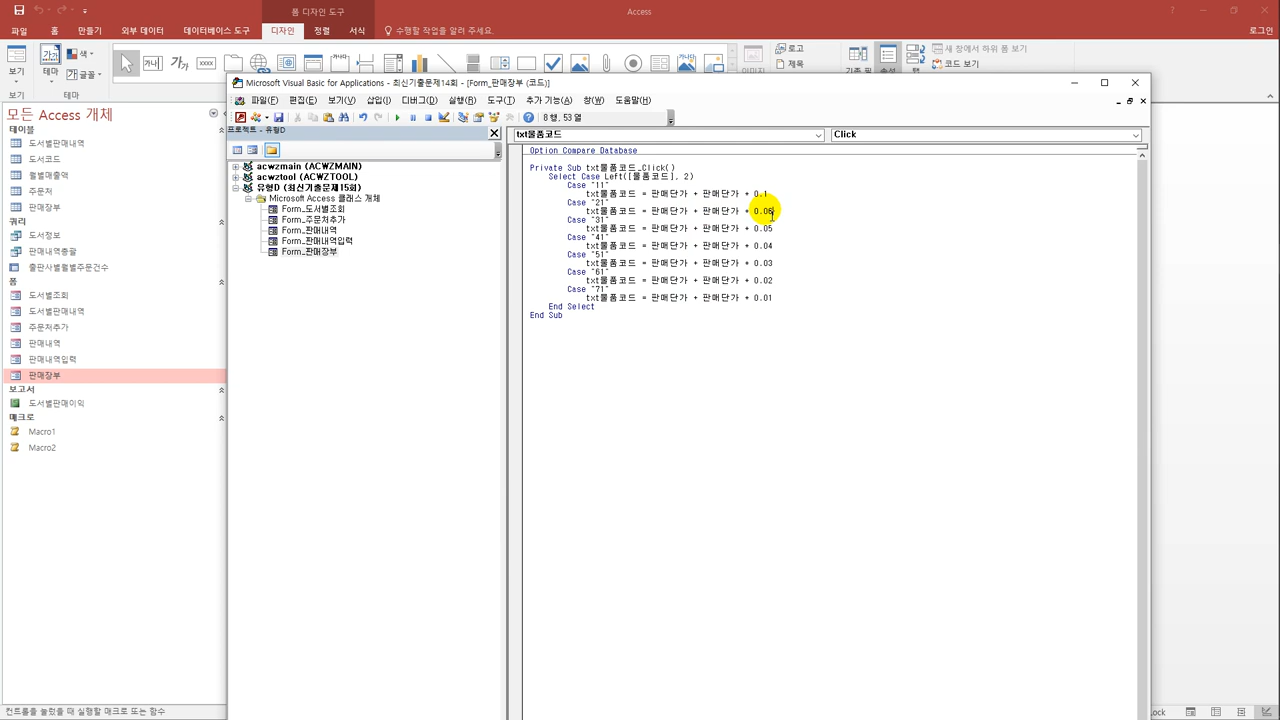 폼 디자인 도구
Access
파일
홈
만들기
외부 데이터
데이터베이스 도구
디자인
정렬
서식
수행할 작업을 알려 주세요.
로그인
보기
테마
색
가 글꼴
로고
제목
속성
새 창에서 하위 폼 보기
코드 보기
보기
테마
Microsoft Visual Basic for Applications - 최신기출문제14회 - [Form_판매장부 (코드)]
파일(F) 편집(E) 보기(V) 삽입(I) 디버그(D) 실행(R) 도구(T) 추가 기능(A) 창(W) 도움말(H)
8 행, 53 열
모든 Access 개체
테이블
도서별판매내역
도서코드
월별매출액
주문처
판매장부
쿼리
도서정보
판매내역총괄
출판사별월별주문건수
폼
도서별조회
도서별판매내역
주문처추가
판매내역
판매내역입력
판매장부
보고서
도서별판매이익
매크로
Macro1
Macro2
프로젝트 - 유형D
acwzmain (ACWZMAIN)
acwztool (ACWZTOOL)
유형D (최신기출문제15회)
Microsoft Access 클래스 개체
Form_도서별조회
Form_주문처추가
Form_판매내역
Form_판매내역입력
Form_판매장부
txt물품코드
Click
Option Compare Database
Private Sub txt물품코드_Click()
Select Case Left([물품코드], 2)
Case "11"
txt물품코드 = 판매단가 + 판매단가 + 0.1
Case "21"
txt물품코드 = 판매단가 + 판매단가 + 0.06
Case "31"
txt물품코드 = 판매단가 + 판매단가 + 0.05
Case "41"
txt물품코드 = 판매단가 + 판매단가 + 0.04
Case "51"
txt물품코드 = 판매단가 + 판매단가 + 0.03
Case "61"
txt물품코드 = 판매단가 + 판매단가 + 0.02
Case "71"
txt물품코드 = 판매단가 + 판매단가 + 0.01
End Select
End Sub
컨트롤을 눌렀을 때 실행할 매크로 또는 함수